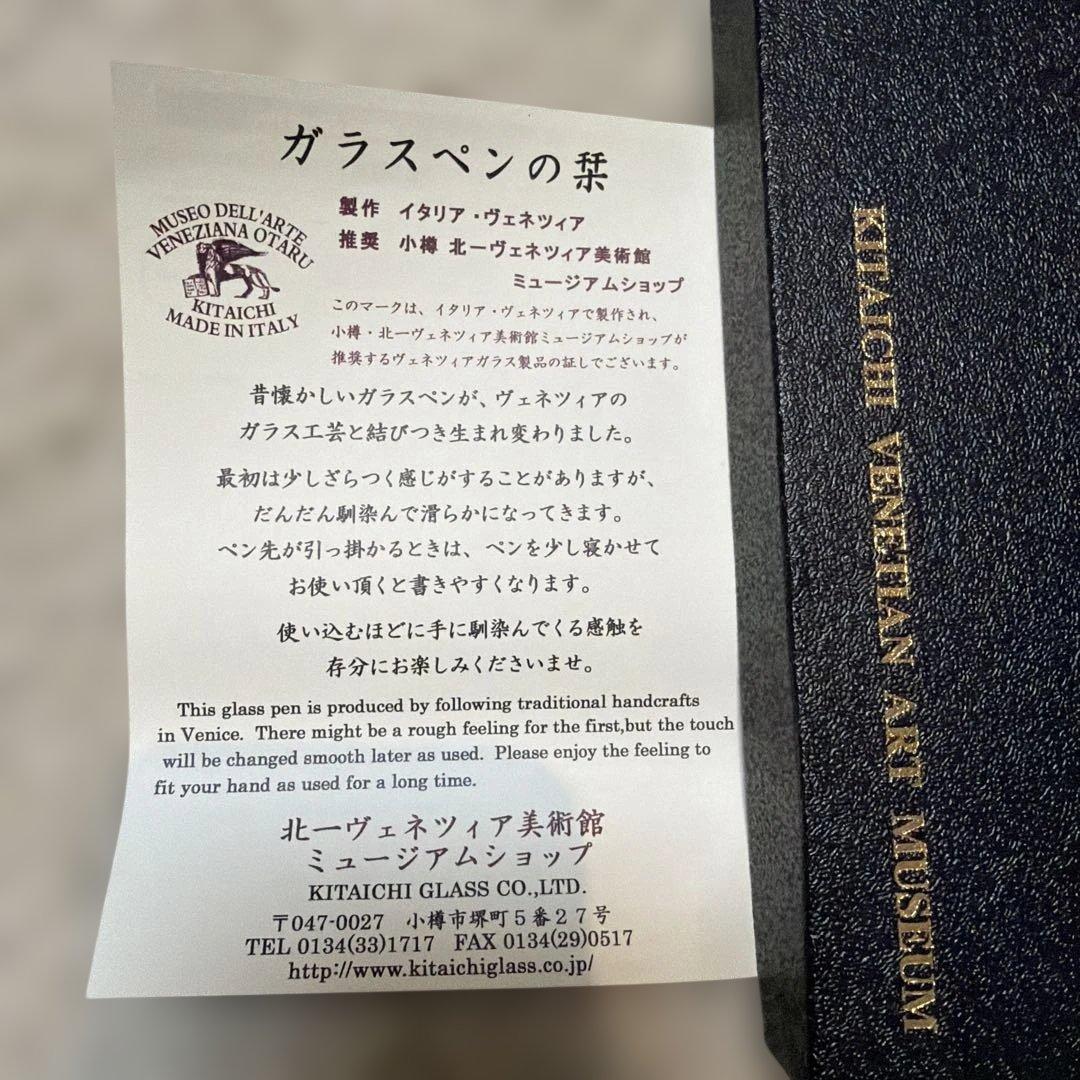 ガラスペンの栞
MUSEO DELL'ARTE
VENEZIANA OTARU
KITAICHI
MADE IN ITALY
製作 イタリア・ヴェネツィア
推奨 小樽 北一ヴェネツィア美術館
ミュージアムショップ
このマークは、イタリア・ヴェネツィアで製作され、
小樽・北一ヴェネツィア美術館ミュージアムショップが
推奨するヴェネツィアガラス製品の証しでございます。
昔懐かしいガラスペンが、ヴェネツィアの
ガラス工芸と結びつき生まれ変わりました。
最初は少しざらつく感じがすることがありますが、
だんだん馴染んで滑らかになってきます。
ペン先が引っ掛かるときは、ペンを少し寝かせて
お使い頂くと書きやすくなります。
使い込むほどに手に馴染んでくる感触を
存分にお楽しみくださいませ。
This glass pen is produced by following traditional handcrafts
in Venice. There might be a rough feeling for the first,but the touch
will be changed smooth later as used. Please enjoy the feeling to
fit your hand as used for a long time.
北一ヴェネツィア美術館
ミュージアムショップ
KITAICHI GLASS CO.,LTD.
〒047-0027 小樽市堺町5番27号
TEL 0134(33)1717 FAX 0134(29)0517
http://www.kitaichiglass.co.jp/
KITAICHI VENETIAN ART MUSEUM